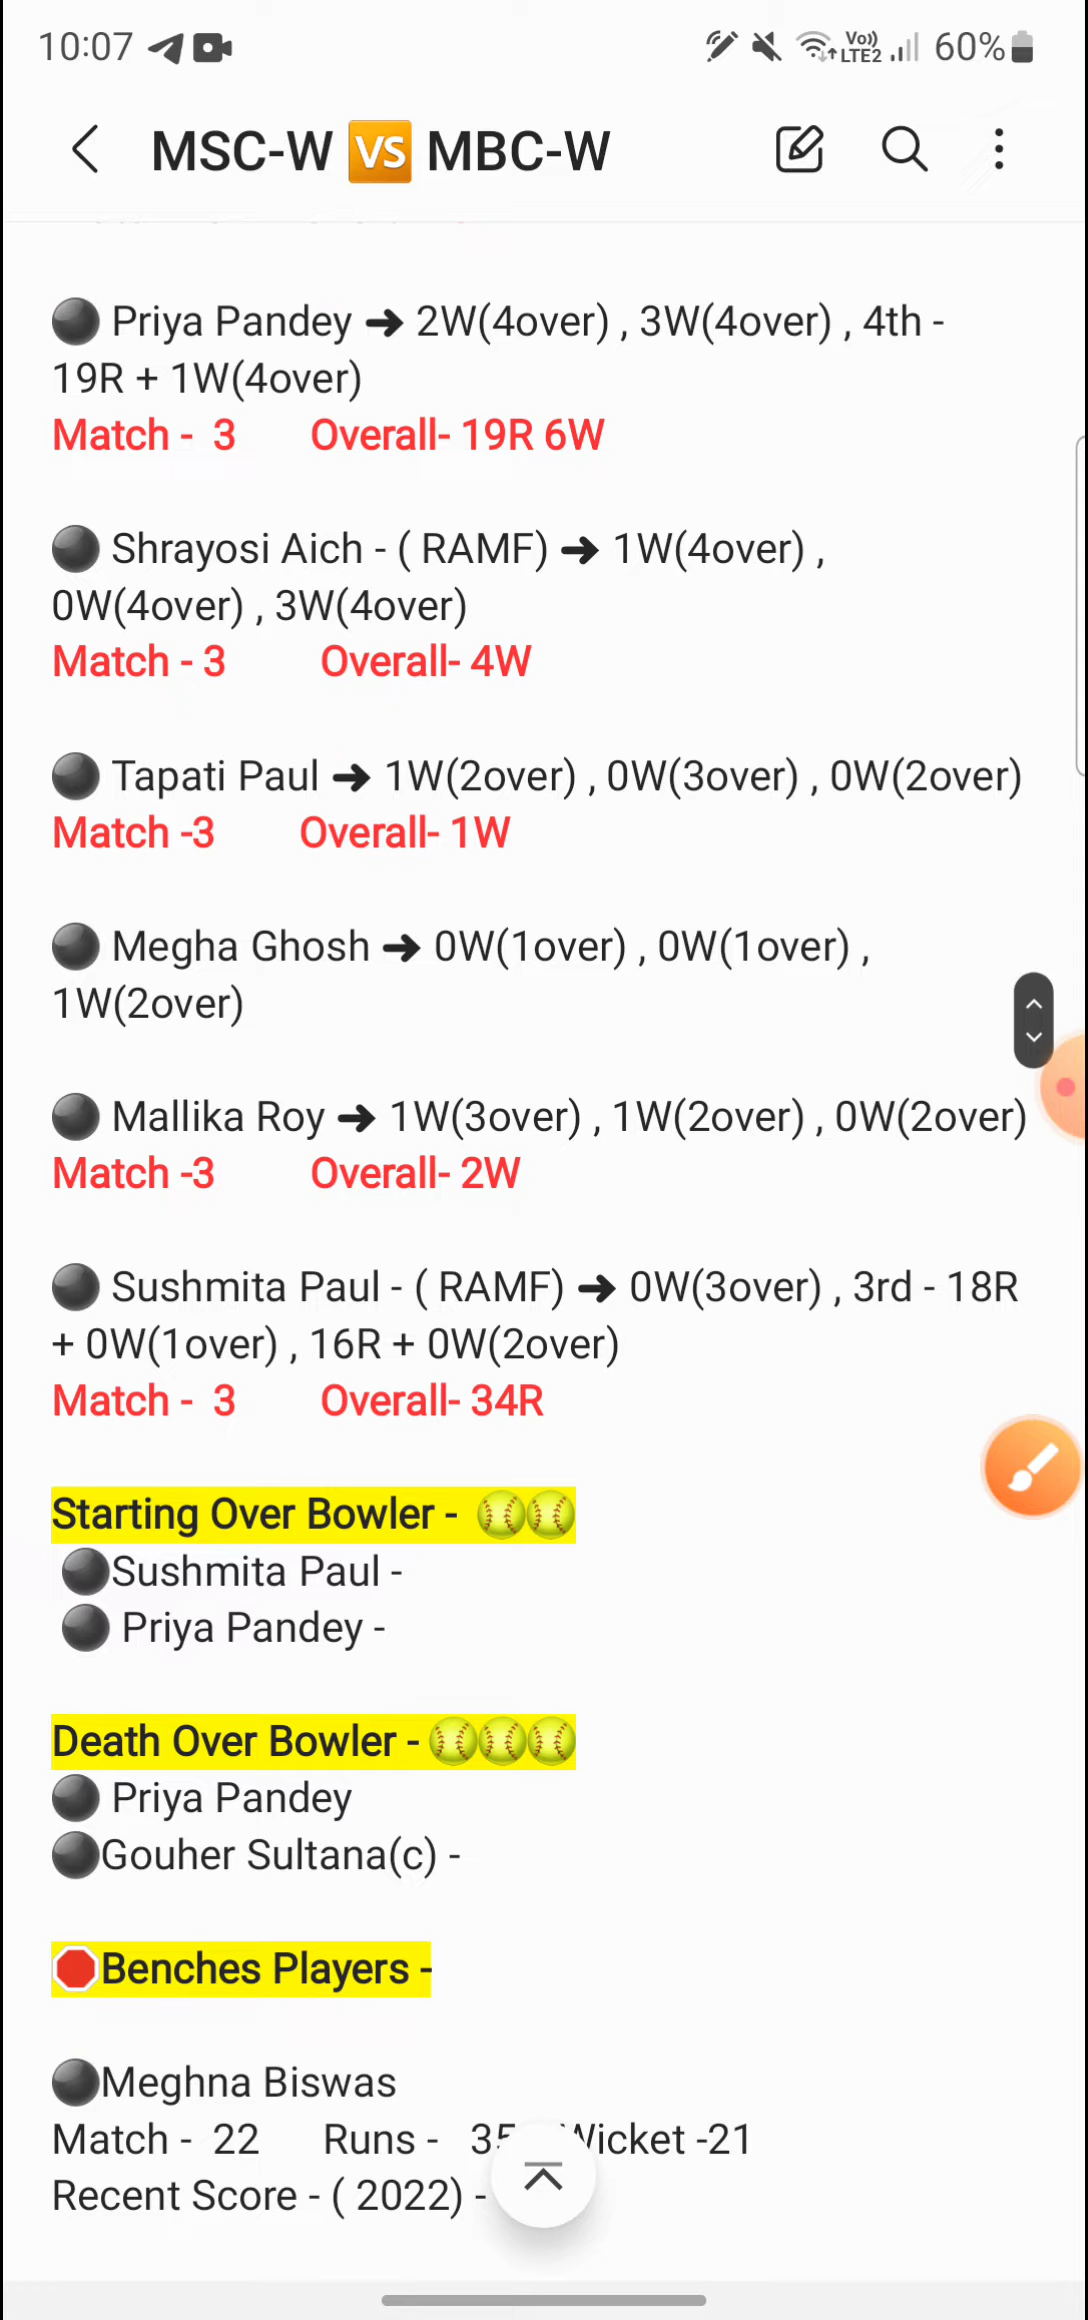 10:07 Vo)) LTE2 60%
MSC-W VS MBC-W
Priya Pandey ➔ 2W(4over) , 3W(4over) , 4th -
19R + 1W(4over)
Match - 3 Overall- 19R 6W
Shrayosi Aich - ( RAMF) ➔ 1W(4over) ,
0W(4over) , 3W(4over)
Match - 3 Overall- 4W
Tapati Paul ➔ 1W(2over) , 0W(3over) , 0W(2over)
Match -3 Overall- 1W
Megha Ghosh ➔ 0W(1over) , 0W(1over) ,
1W(2over)
Mallika Roy ➔ 1W(3over) , 1W(2over) , 0W(2over)
Match -3 Overall- 2W
Sushmita Paul - ( RAMF) ➔ 0W(3over) , 3rd - 18R
+ 0W(1over) , 16R + 0W(2over)
Match - 3 Overall- 34R
Starting Over Bowler -
Sushmita Paul -
Priya Pandey -
Death Over Bowler -
Priya Pandey
Gouher Sultana(c) -
Benches Players -
Meghna Biswas
Match - 22 Runs - Wicket -21
Recent Score - ( 2022) -